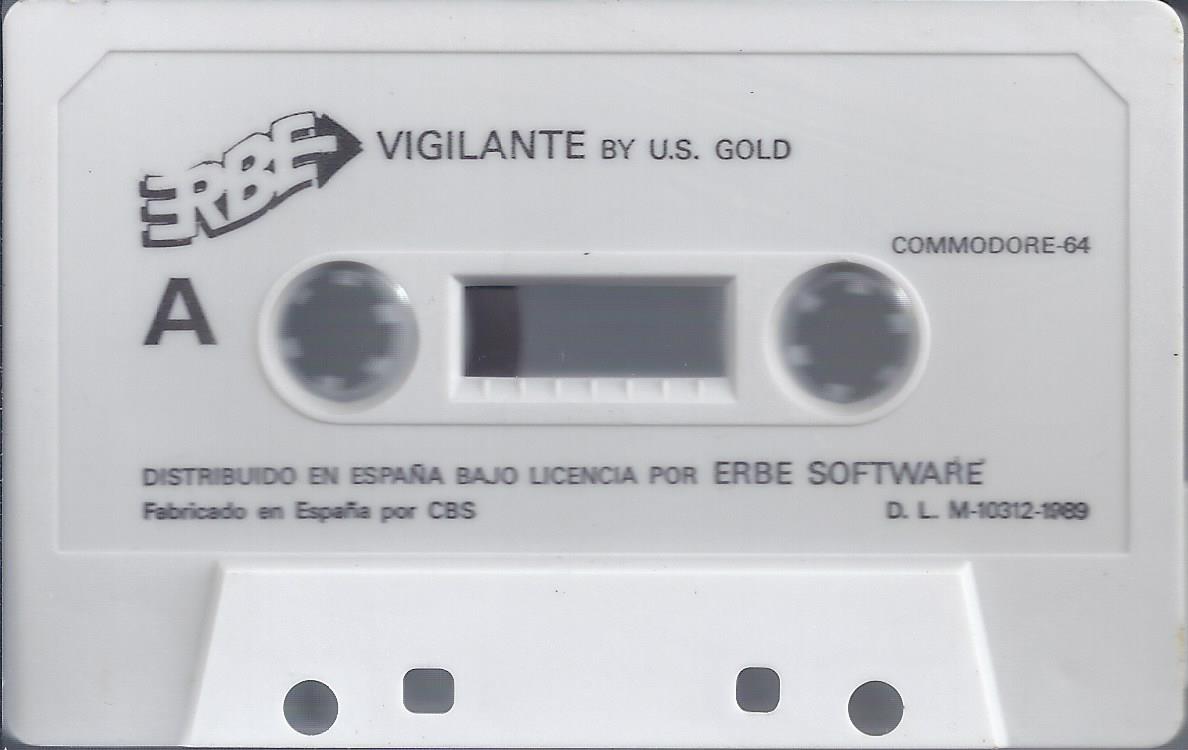 ERBE
VIGILANTE BY U.S. GOLD
COMMODORE-64
A
DISTRIBUIDO EN ESPAÑA BAJO LICENCIA POR ERBE SOFTWARE
Fabricado en España por CBS D. L. M-10312-1989